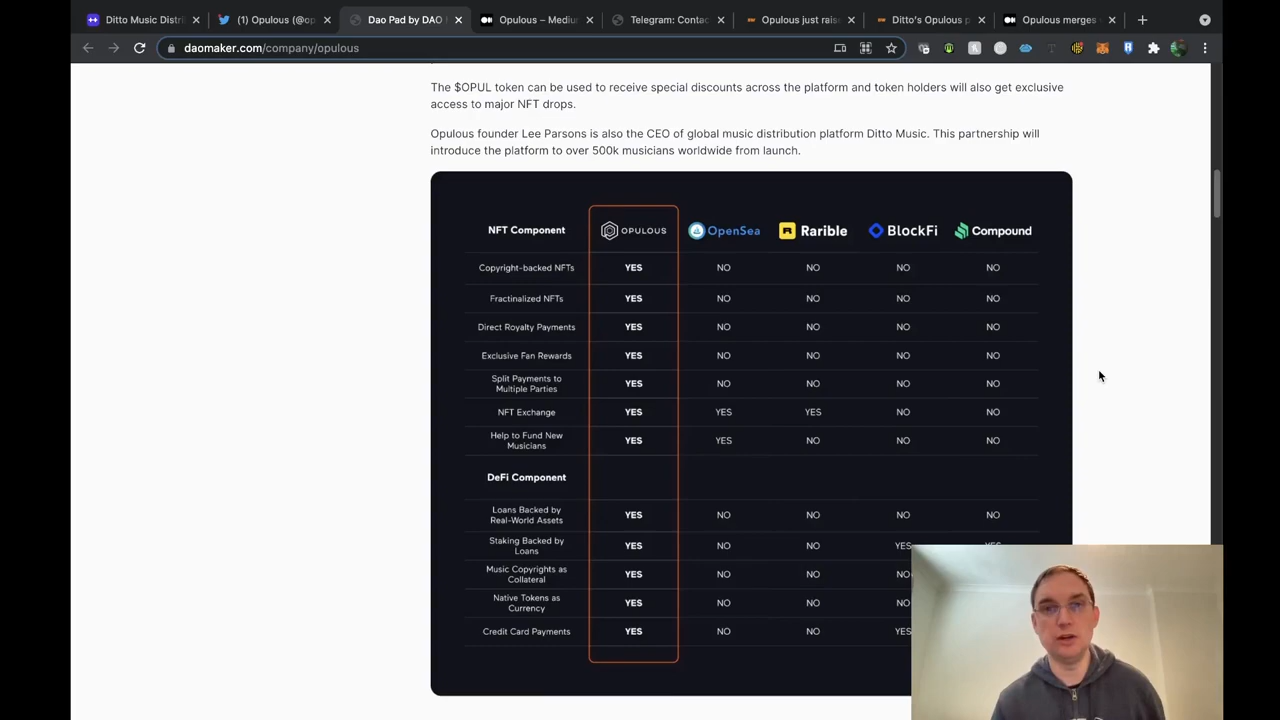 Ditto Music Distri
(1) Opulous (@op
Dao Pad by DAO
Opulous – Medium
Telegram: Contac
Opulous just rais
Ditto's Opulous p
Opulous merges
daomaker.com/company/opulous
The $OPUL token can be used to receive special discounts across the platform and token holders will also get exclusive
access to major NFT drops.
Opulous founder Lee Parsons is also the CEO of global music distribution platform Ditto Music. This partnership will
introduce the platform to over 500k musicians worldwide from launch.
NFT Component OPULOUS OpenSea Rarible BlockFi Compound
Copyright-backed NFTs YES NO NO NO NO
Fractinalized NFTs YES NO NO NO NO
Direct Royalty Payments YES NO NO NO NO
Exclusive Fan Rewards YES NO NO NO NO
Split Payments to
Multiple Parties YES NO NO NO NO
NFT Exchange YES YES YES NO NO
Help to Fund New
Musicians YES YES NO NO NO
DeFi Component
Loans Backed by
Real-World Assets YES NO NO NO NO
Staking Backed by
Loans YES NO NO YES YES
Music Copyrights as
Collateral YES NO NO NO
Native Tokens as
Currency YES NO NO NO
Credit Card Payments YES NO NO YES